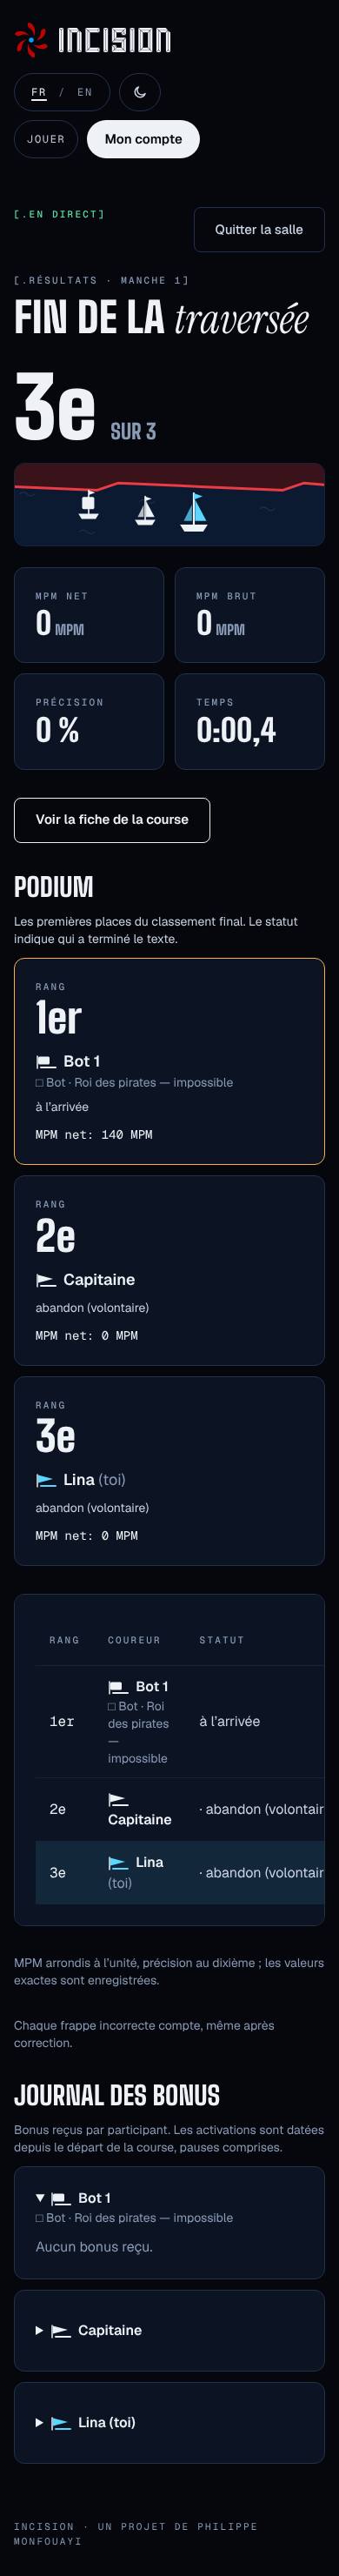 INCISION
FR / EN
JOUER
Mon compte
[.EN DIRECT]
Quitter la salle
[.RÉSULTATS · MANCHE 1]
FIN DE LA traversée
3e SUR 3
MPM NET
0 MPM
MPM BRUT
0 MPM
PRÉCISION
0 %
TEMPS
0:00,4
Voir la fiche de la course
PODIUM
Les premières places du classement final. Le statut
indique qui a terminé le texte.
RANG
1er
Bot 1
□ Bot · Roi des pirates — impossible
à l’arrivée
MPM net: 140 MPM
RANG
2e
Capitaine
abandon (volontaire)
MPM net: 0 MPM
RANG
3e
Lina (toi)
abandon (volontaire)
MPM net: 0 MPM
RANG COUREUR STATUT
1er
Bot 1
□ Bot · Roi
des pirates
—
impossible
à l’arrivée
2e
Capitaine
· abandon (volontair
3e
Lina
(toi)
· abandon (volontair
MPM arrondis à l’unité, précision au dixième ; les valeurs
exactes sont enregistrées.
Chaque frappe incorrecte compte, même après
correction.
JOURNAL DES BONUS
Bonus reçus par participant. Les activations sont datées
depuis le départ de la course, pauses comprises.
Bot 1
□ Bot · Roi des pirates — impossible
Aucun bonus reçu.
Capitaine
Lina (toi)
INCISION · UN PROJET DE PHILIPPE
MONFOUAYI